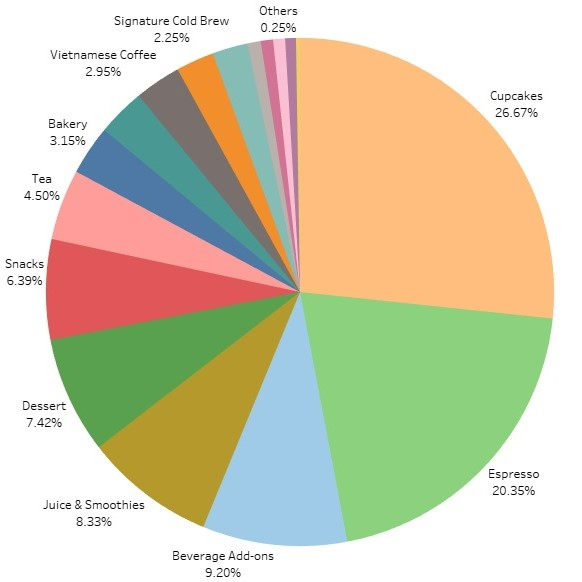 Others
0.25%
Signature Cold Brew
2.25%
Vietnamese Coffee
2.95%
Cupcakes
26.67%
Bakery
3.15%
Tea
4.50%
Snacks
6.39%
Dessert
7.42%
Espresso
20.35%
Juice & Smoothies
8.33%
Beverage Add-ons
9.20%